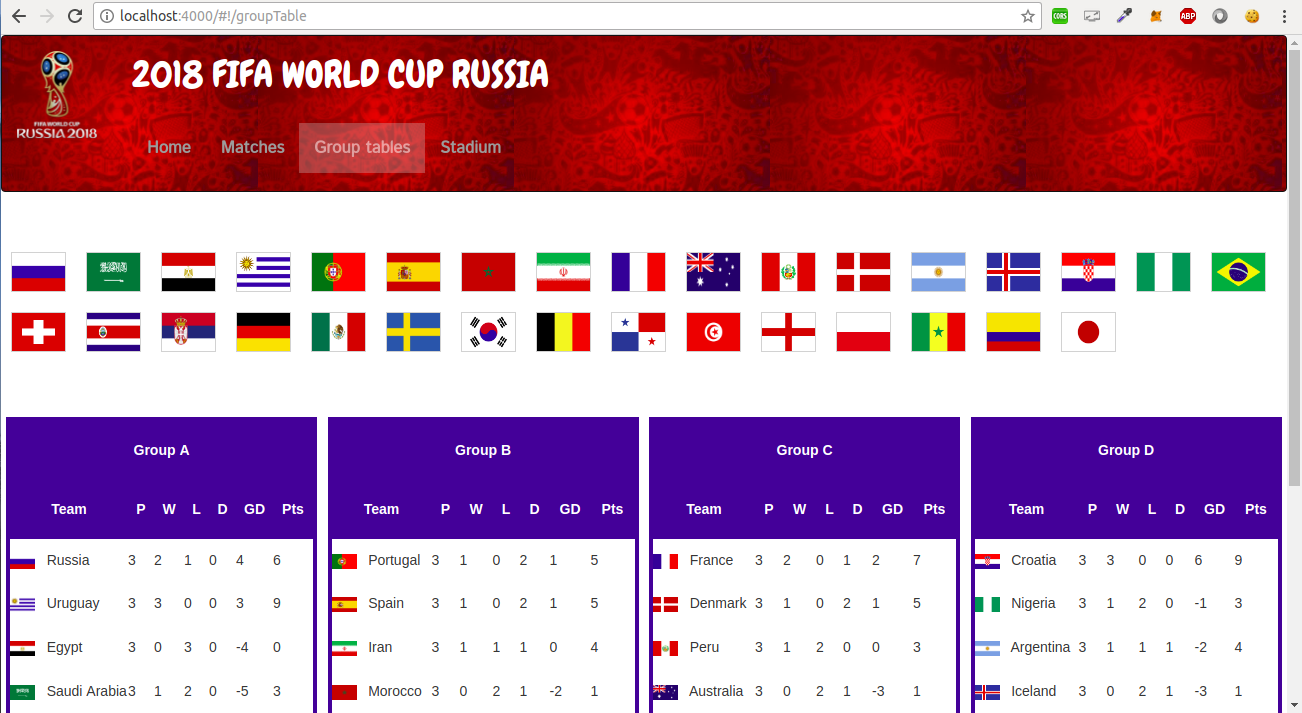 localhost:4000/#!/groupTable
CORS
ABP
2018 FIFA WORLD CUP RUSSIA
FIFA WORLD CUP
RUSSIA 2018
Home Matches Group tables Stadium
Group A Group B Group C Group D
Team P W L D GD Pts Team P W L D GD Pts Team P W L D GD Pts Team P W L D GD Pts
Russia 3 2 1 0 4 6 Portugal 3 1 0 2 1 5 France 3 2 0 1 2 7 Croatia 3 3 0 0 6 9
Uruguay 3 3 0 0 3 9 Spain 3 1 0 2 1 5 Denmark 3 1 0 2 1 5 Nigeria 3 1 2 0 -1 3
Egypt 3 0 3 0 -4 0 Iran 3 1 1 1 0 4 Peru 3 1 2 0 0 3 Argentina 3 1 1 1 -2 4
Saudi Arabia 3 1 2 0 -5 3 Morocco 3 0 2 1 -2 1 Australia 3 0 2 1 -3 1 Iceland 3 0 2 1 -3 1